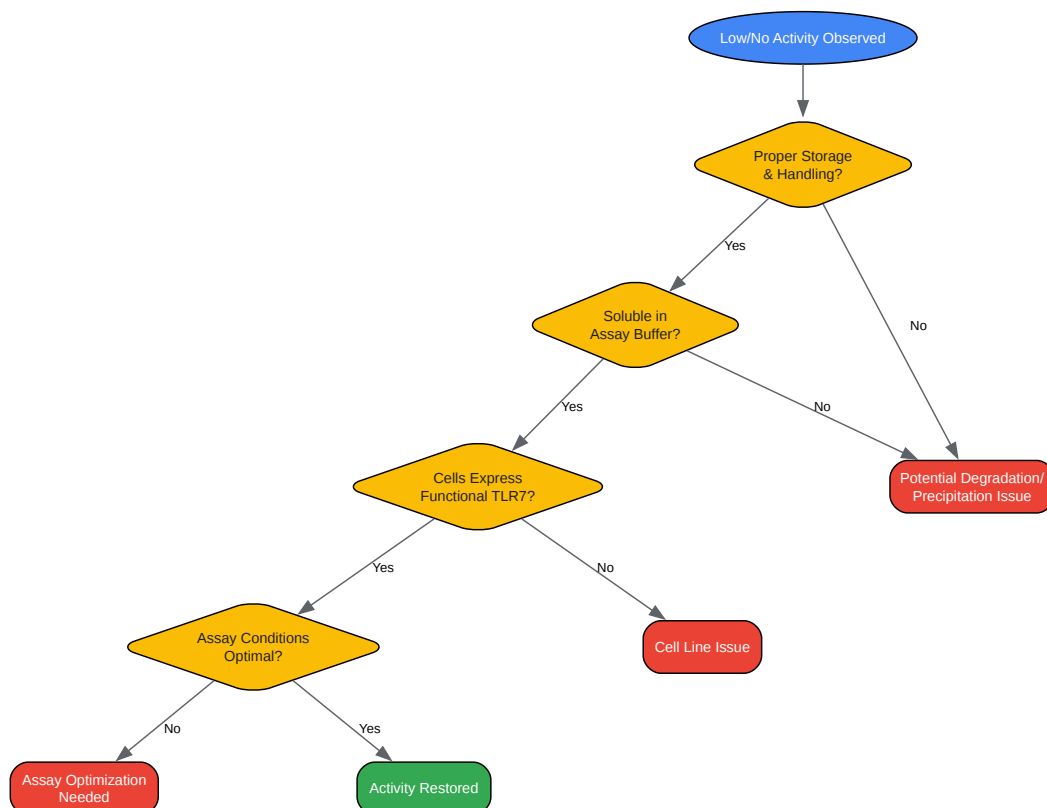 Low/No Activity Observed
Proper Storage
& Handling?
Yes
No
Soluble in
Assay Buffer?
Yes
No
Cells Express
Functional TLR7?
Potential Degradation/
Precipitation Issue
Yes
No
Assay Conditions
Optimal?
Cell Line Issue
No
Yes
Assay Optimization
Needed
Activity Restored